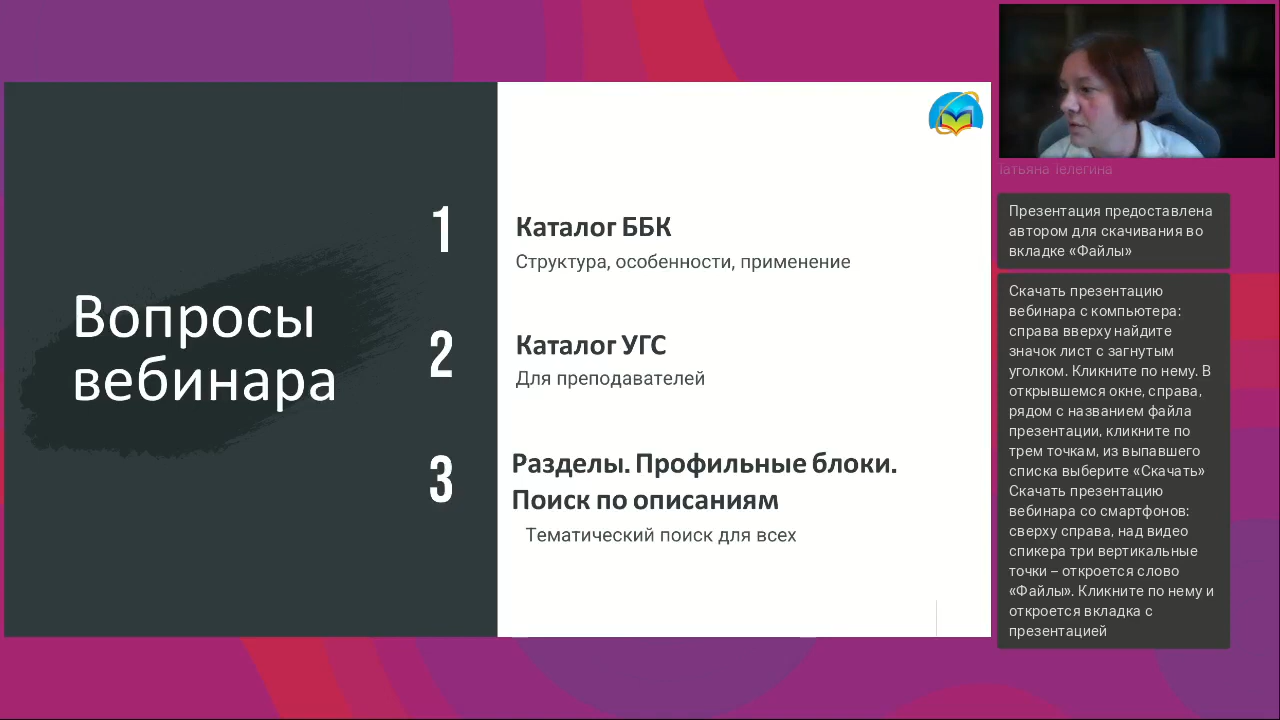 Вопросы
вебинара
1
Каталог ББК
Структура, особенности, применение
2
Каталог УГС
Для преподавателей
3
Разделы. Профильные блоки.
Поиск по описаниям
Тематический поиск для всех
Татьяна Телегина
Презентация предоставлена
автором для скачивания во
вкладке «Файлы»
Скачать презентацию
вебинара с компьютера:
справа вверху найдите
значок лист с загнутым
уголком. Кликните по нему. В
открывшемся окне, справа,
рядом с названием файла
презентации, кликните по
трем точкам, из выпавшего
списка выберите «Скачать»
Скачать презентацию
вебинара со смартфонов:
сверху справа, над видео
спикера три вертикальные
точки – откроется слово
«Файлы». Кликните по нему и
откроется вкладка с
презентацией